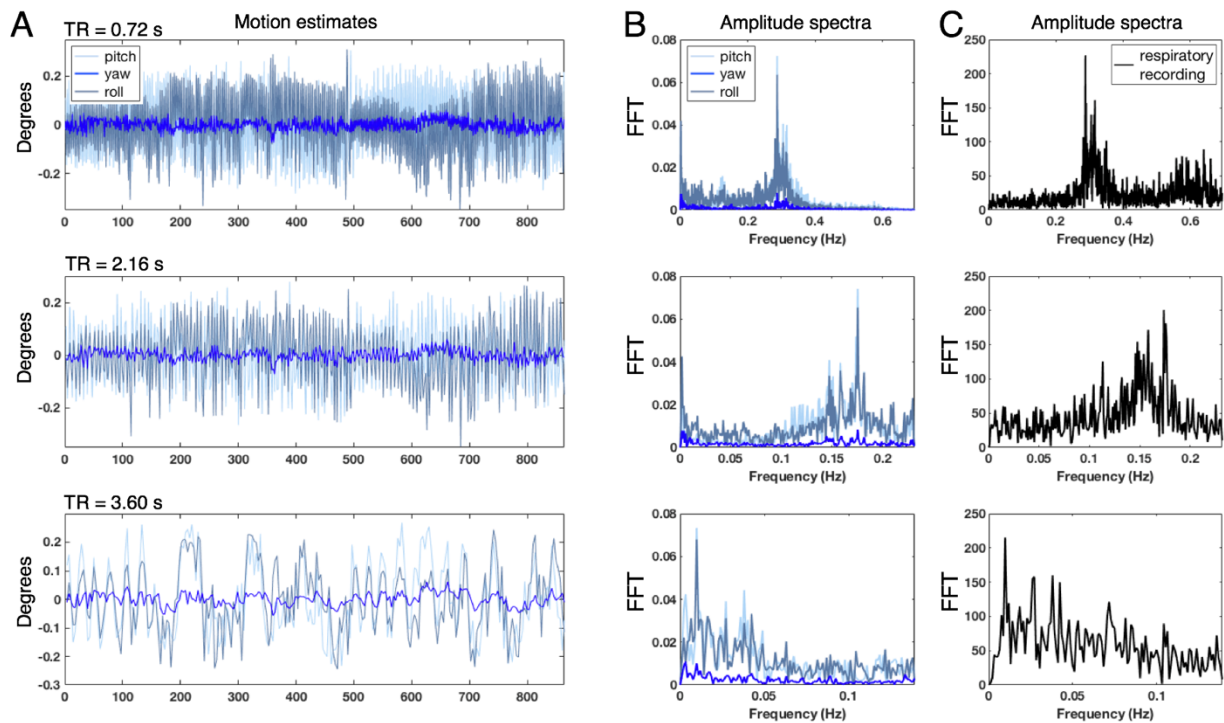 A
Motion estimates
B
Amplitude spectra
C
Amplitude spectra
TR = 0.72 s
Degrees
0.2
0
-0.2
pitch
yaw
roll
0 100 200 300 400 500 600 700 800
FFT
0.08
0.06
0.04
0.02
0
pitch
yaw
roll
0 0.2 0.4 0.6
Frequency (Hz)
FFT
250
200
150
100
50
0
respiratory
recording
0 0.2 0.4 0.6
Frequency (Hz)
TR = 2.16 s
Degrees
0.2
0
-0.2
0 100 200 300 400 500 600 700 800
FFT
0.08
0.06
0.04
0.02
0
0 0.05 0.1 0.15 0.2
Frequency (Hz)
FFT
250
200
150
100
50
0
0 0.05 0.1 0.15 0.2
Frequency (Hz)
TR = 3.60 s
Degrees
0.2
0.1
0
-0.1
-0.2
-0.3
0 100 200 300 400 500 600 700 800
FFT
0.08
0.06
0.04
0.02
0
0 0.05 0.1
Frequency (Hz)
FFT
250
200
150
100
50
0
0 0.05 0.1
Frequency (Hz)